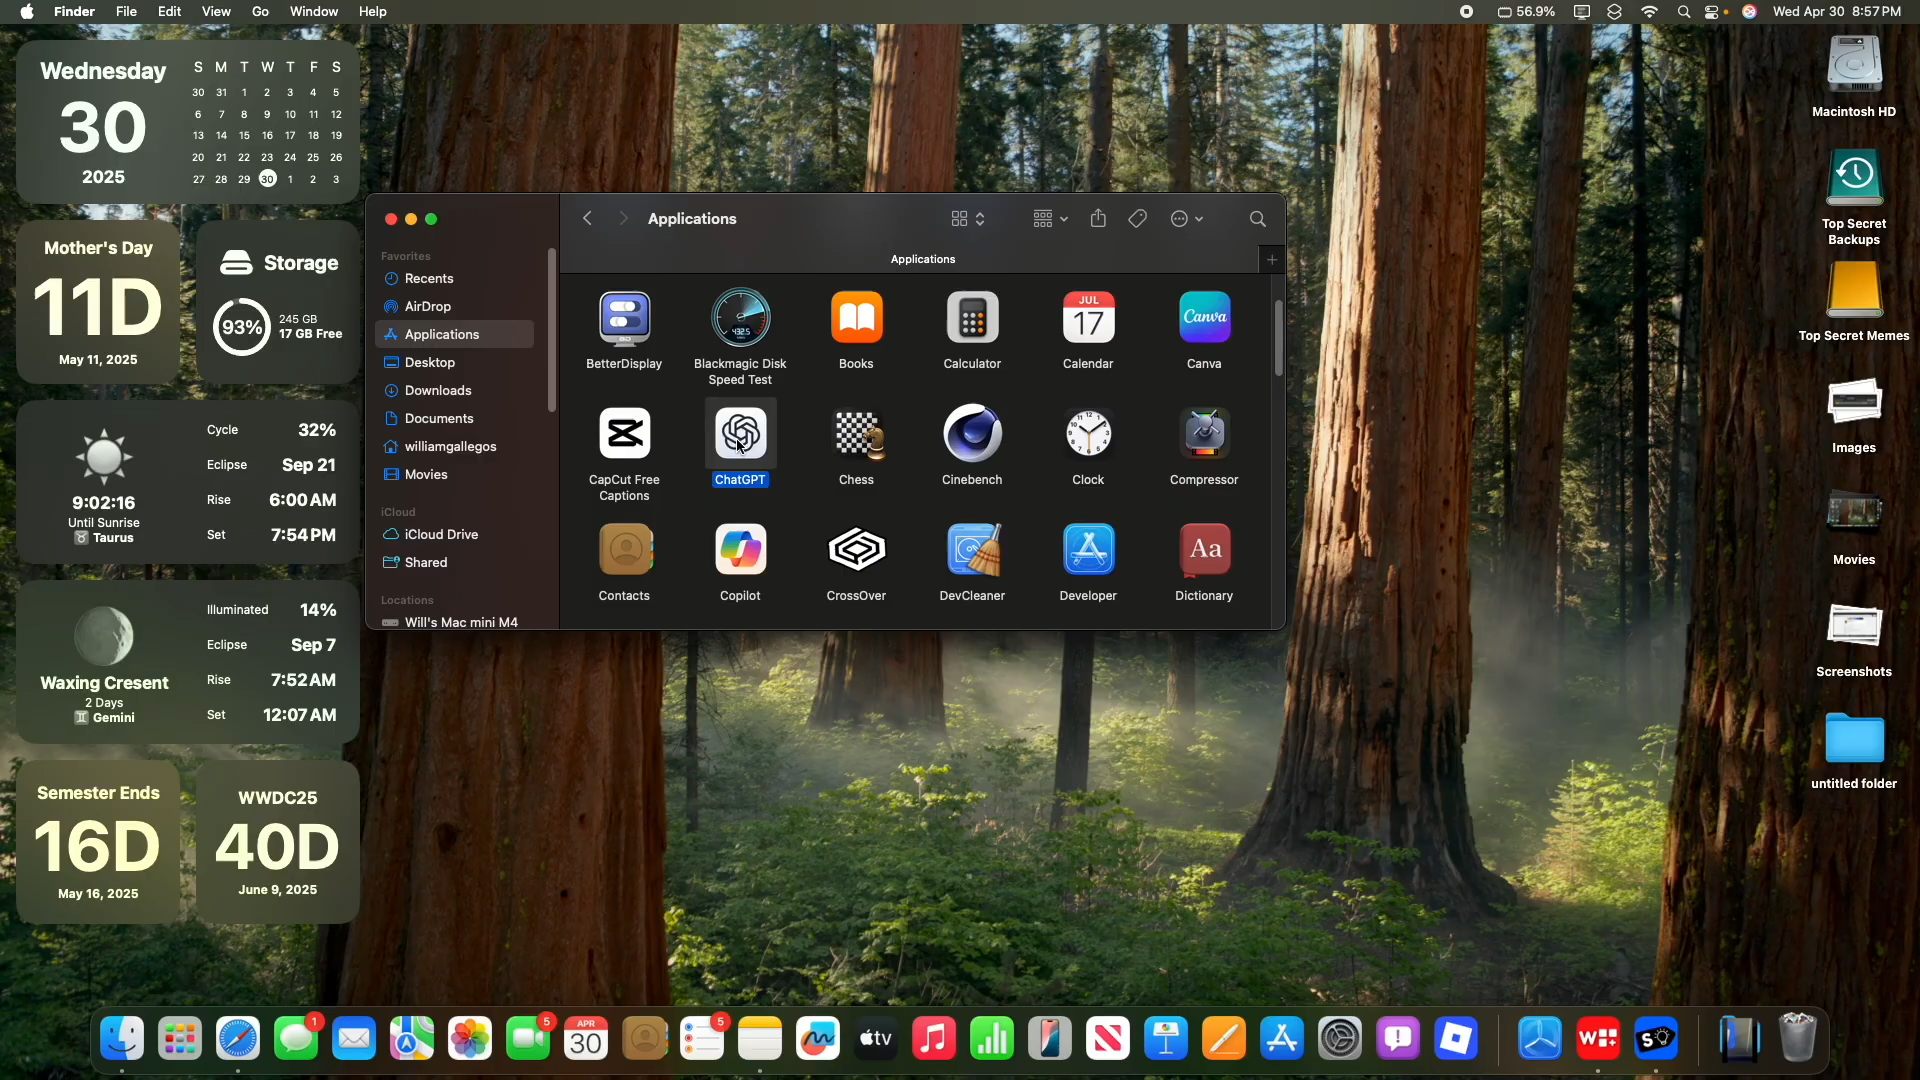 Finder File Edit View Go Window Help
56.9%
Wed Apr 30 8:57 PM
Wednesday
30
2025
S M T W T F S
30 31 1 2 3 4 5
6 7 8 9 10 11 12
13 14 15 16 17 18 19
20 21 22 23 24 25 26
27 28 29 30 1 2 3
Mother's Day
11D
May 11, 2025
Storage
93%
245 GB
17 GB Free
9:02:16
Until Sunrise
Taurus
Cycle 32%
Eclipse Sep 21
Rise 6:00 AM
Set 7:54 PM
Waxing Cresent
2 Days
Gemini
Illuminated 14%
Eclipse Sep 7
Rise 7:52 AM
Set 12:07 AM
Semester Ends
16D
May 16, 2025
WWDC25
40D
June 9, 2025
Favorites
Recents
AirDrop
Applications
Desktop
Downloads
Documents
williamgallegos
Movies
iCloud
iCloud Drive
Shared
Locations
Will's Mac mini M4
Applications
Applications
432.5
JUL
17
Canva
BetterDisplay
Blackmagic Disk
Speed Test
Books
Calculator
Calendar
Canva
CapCut Free
Captions
ChatGPT
Chess
Cinebench
Clock
Compressor
Aa
Contacts
Copilot
CrossOver
DevCleaner
Developer
Dictionary
Macintosh HD
Top Secret
Backups
Top Secret Memes
Images
Movies
Screenshots
untitled folder
1
5
APR
30
5
tv